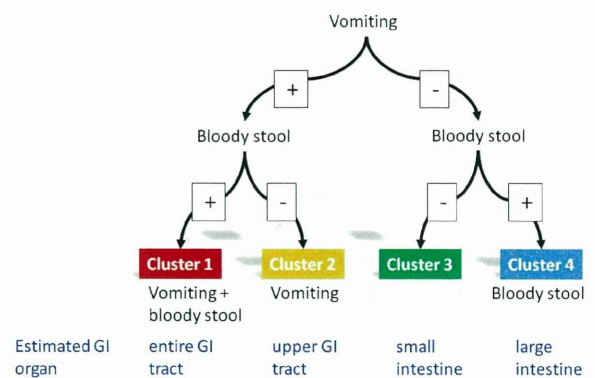 Vomiting
+ -
Bloody stool Bloody stool
+ - - +
Cluster 1 Cluster 2 Cluster 3 Cluster 4
Vomiting + Vomiting Bloody stool
bloody stool
Estimated GI entire GI upper GI small large
organ tract tract intestine intestine